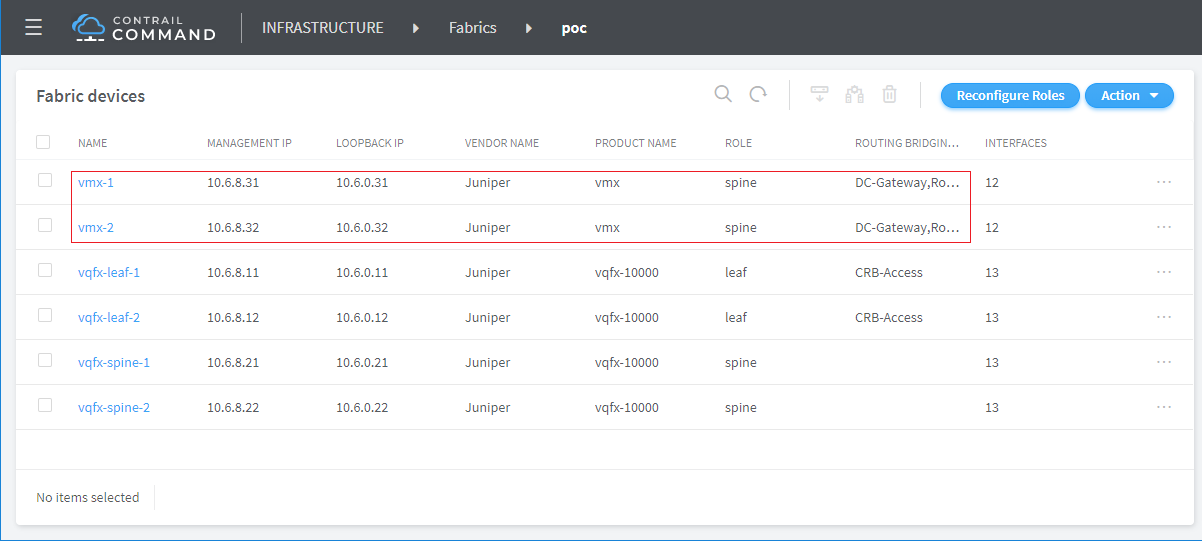 CONTRAIL
COMMAND INFRASTRUCTURE Fabrics poc
Fabric devices Reconfigure Roles Action
NAME MANAGEMENT IP LOOPBACK IP VENDOR NAME PRODUCT NAME ROLE ROUTING BRIDGIN... INTERFACES
vmx-1 10.6.8.31 10.6.0.31 Juniper vmx spine DC-Gateway,Ro... 12 ...
vmx-2 10.6.8.32 10.6.0.32 Juniper vmx spine DC-Gateway,Ro... 12 ...
vqfx-leaf-1 10.6.8.11 10.6.0.11 Juniper vqfx-10000 leaf CRB-Access 13 ...
vqfx-leaf-2 10.6.8.12 10.6.0.12 Juniper vqfx-10000 leaf CRB-Access 13 ...
vqfx-spine-1 10.6.8.21 10.6.0.21 Juniper vqfx-10000 spine 13 ...
vqfx-spine-2 10.6.8.22 10.6.0.22 Juniper vqfx-10000 spine 13 ...
No items selected